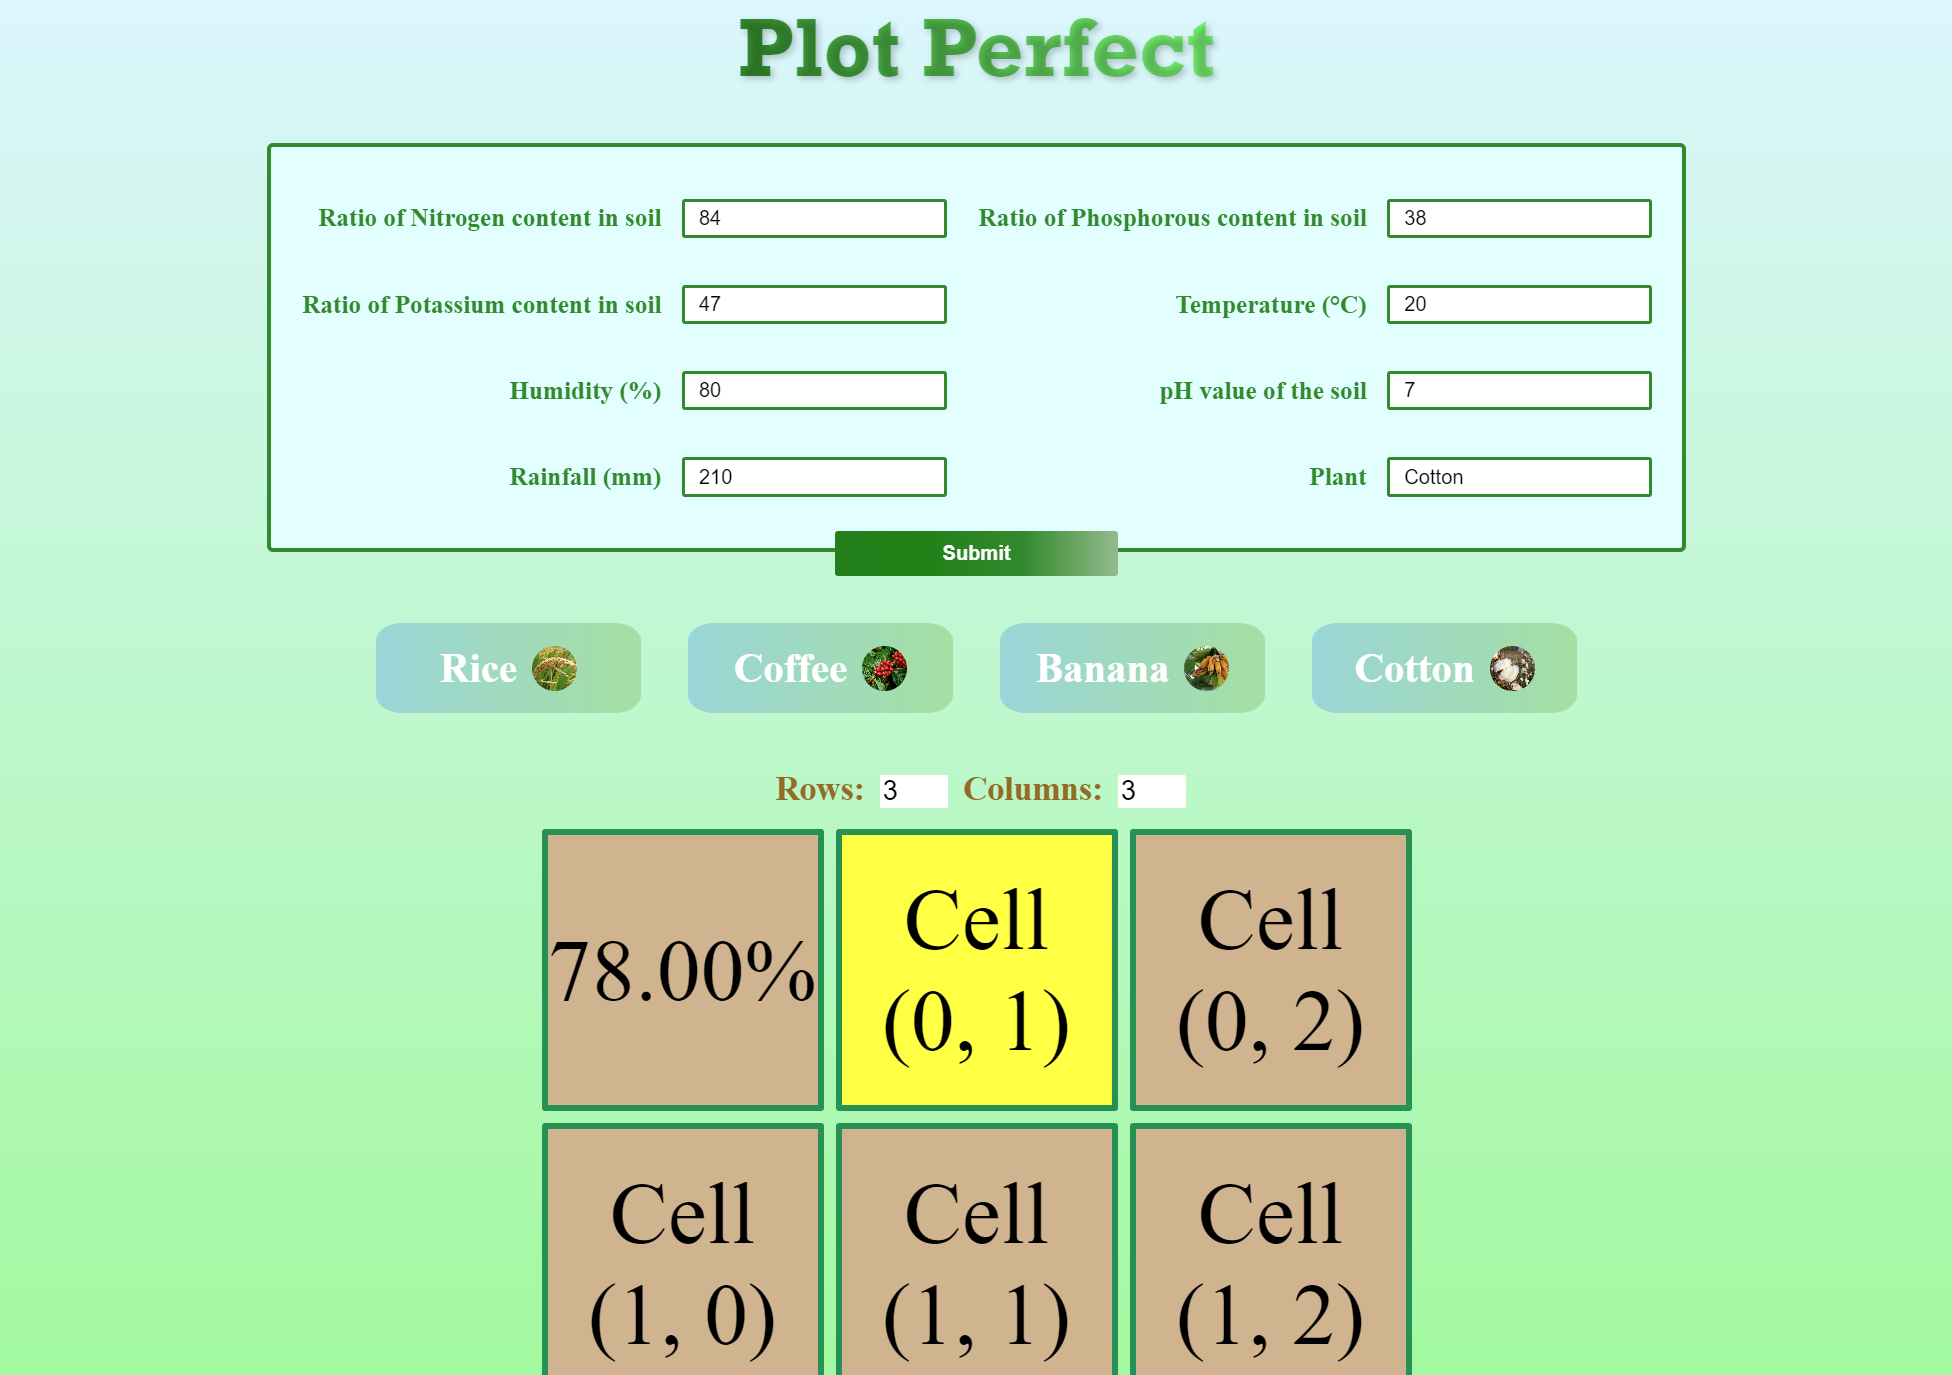 Plot Perfect
Ratio of Nitrogen content in soil 84 Ratio of Phosphorous content in soil 38
Ratio of Potassium content in soil 47 Temperature (°C) 20
Humidity (%) 80 pH value of the soil 7
Rainfall (mm) 210 Plant Cotton
Submit
Rice Coffee Banana Cotton
Rows: 3 Columns: 3
78.00%
Cell
(0, 1)
Cell
(0, 2)
Cell
(1, 0)
Cell
(1, 1)
Cell
(1, 2)